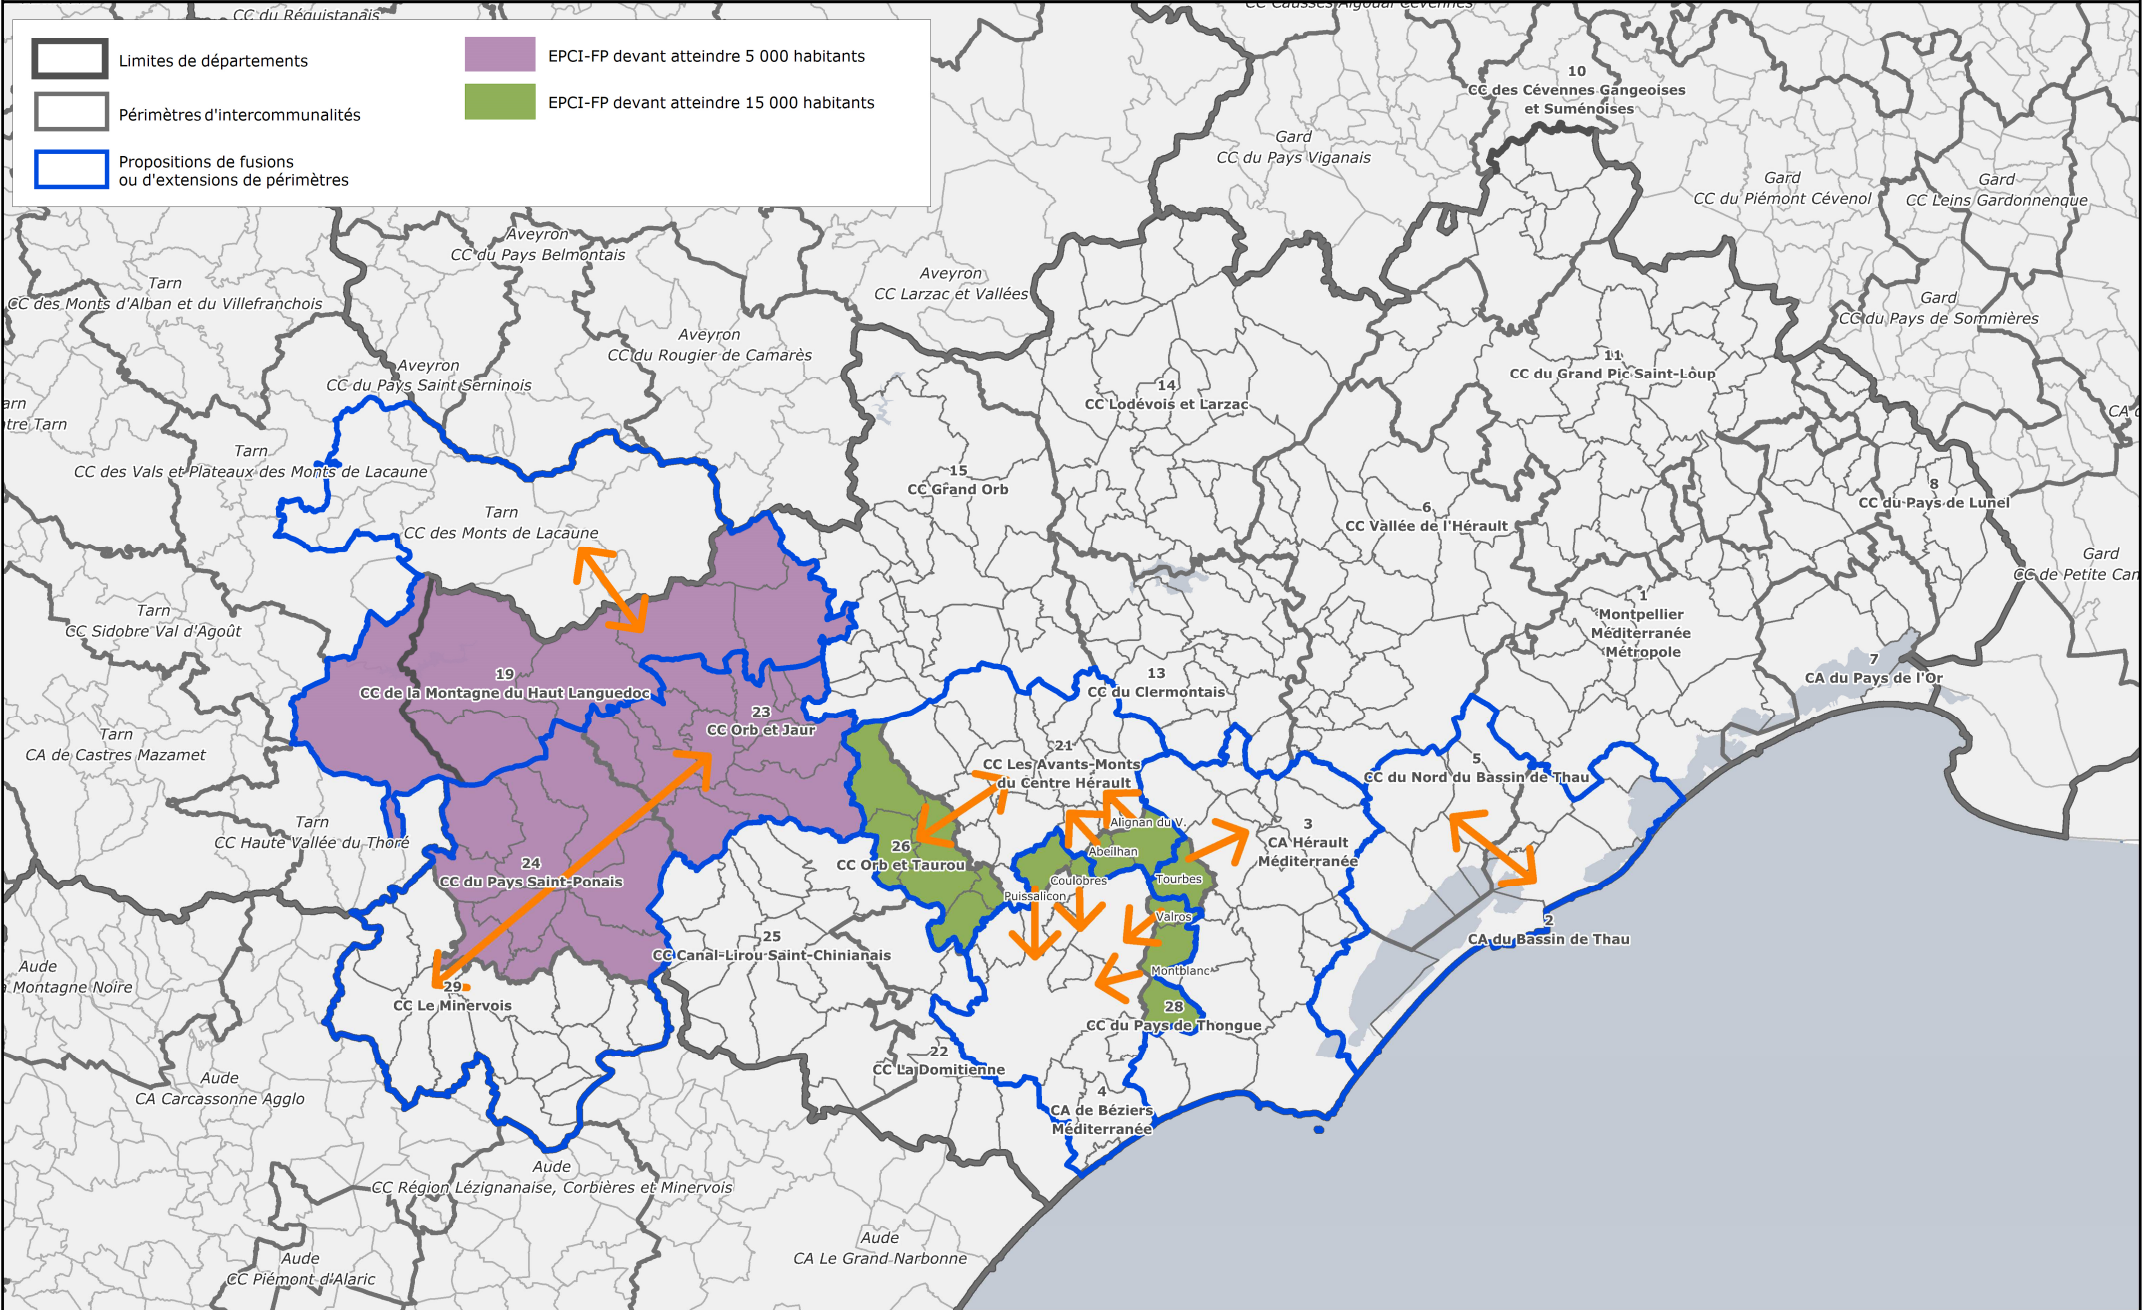 CC du Réquistanais
CC Causses Aigoual Cévennes
Limites de départements
Périmètres d'intercommunalités
Propositions de fusions
ou d'extensions de périmètres
EPCI-FP devant atteindre 5 000 habitants
EPCI-FP devant atteindre 15 000 habitants
10
CC des Cévennes Gangeoises
et Suménoises
Gard
CC du Pays Viganais
Gard
CC du Piémont Cévenol
Gard
CC Leins Gardonnenque
Aveyron
CC du Pays Belmontais
Tarn
CC des Monts d'Alban et du Villefranchois
Aveyron
CC Larzac et Vallées
Gard
CC du Pays de Sommières
Aveyron
CC du Rougier de Camarès
Aveyron
CC du Pays Saint Serninois
11
CC du Grand Pic Saint-Loup
14
CC Lodévois et Larzac
arn
tre Tarn
CA
Tarn
CC des Vals et Plateaux des Monts de Lacaune
15
CC Grand Orb
8
CC du Pays de Lunel
6
CC Vallée de l'Hérault
Tarn
CC des Monts de Lacaune
Gard
CC de Petite Cam
1
Montpellier
Méditerranée
Métropole
Tarn
CC Sidobre Val d'Agoût
7
CA du Pays de l'Or
19
CC de la Montagne du Haut Languedoc
13
CC du Clermontais
23
CC Orb et Jaur
Tarn
CA de Castres Mazamet
21
CC Les Avants-Monts
du Centre Hérault
5
CC du Nord du Bassin de Thau
Tarn
CC Haute Vallée du Thoré
Alignan du V.
3
CA Hérault
Méditerranée
26
CC Orb et Taurou
Abeilhan
24
CC du Pays Saint-Ponais
Coulobres
Tourbes
Puissalicon
Valros
2
CA du Bassin de Thau
25
CC Canal-Lirou Saint-Chinianais
Aude
a Montagne Noire
Montblanc
29
CC Le Minervois
28
CC du Pays de Thongue
22
CC La Domitienne
Aude
CA Carcassonne Agglo
4
CA de Béziers
Méditerranée
Aude
CC Région Lézignanaise, Corbières et Minervois
Aude
CA Le Grand Narbonne
Aude
CC Piémont d'Alaric